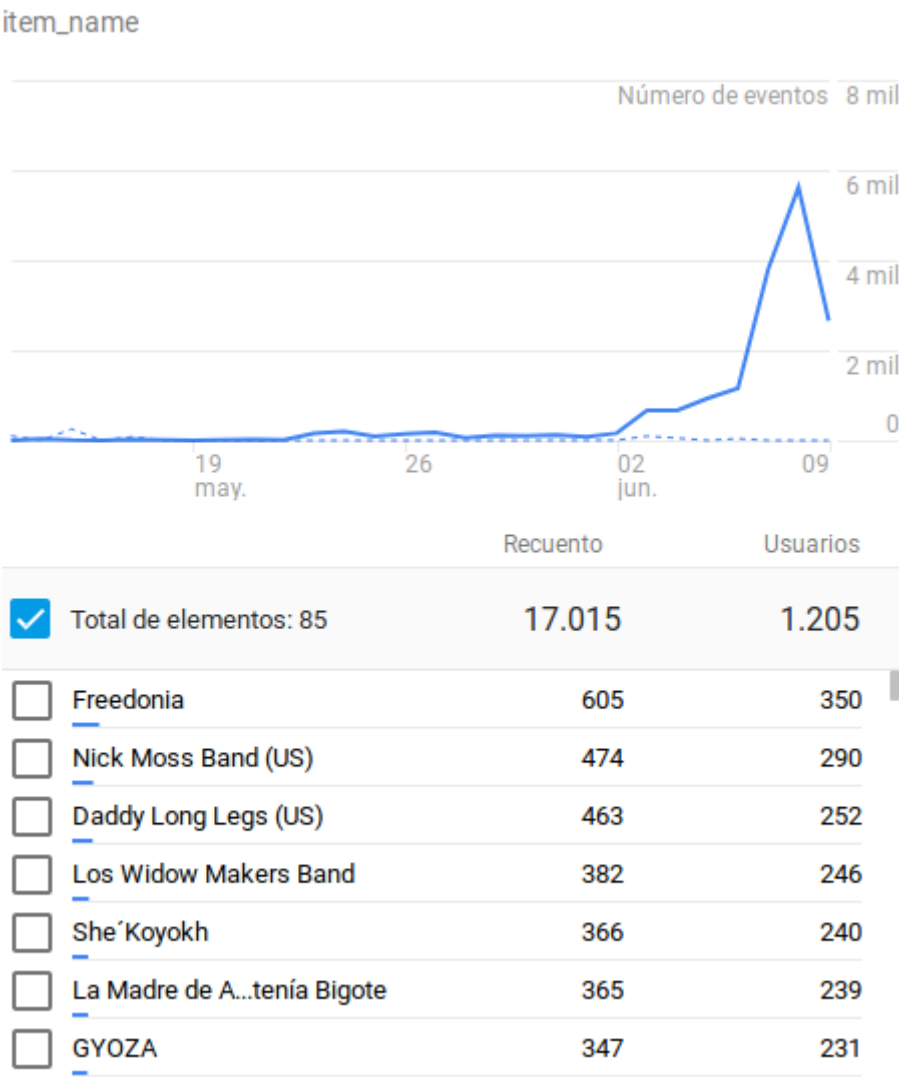 item_name
Número de eventos 8 mil
6 mil
4 mil
2 mil
0
19 26 02 09
may. jun.
Recuento Usuarios
Total de elementos: 85 17.015 1.205
Freedonia 605 350
Nick Moss Band (US) 474 290
Daddy Long Legs (US) 463 252
Los Widow Makers Band 382 246
She´Koyokh 366 240
La Madre de A...tenía Bigote 365 239
GYOZA 347 231